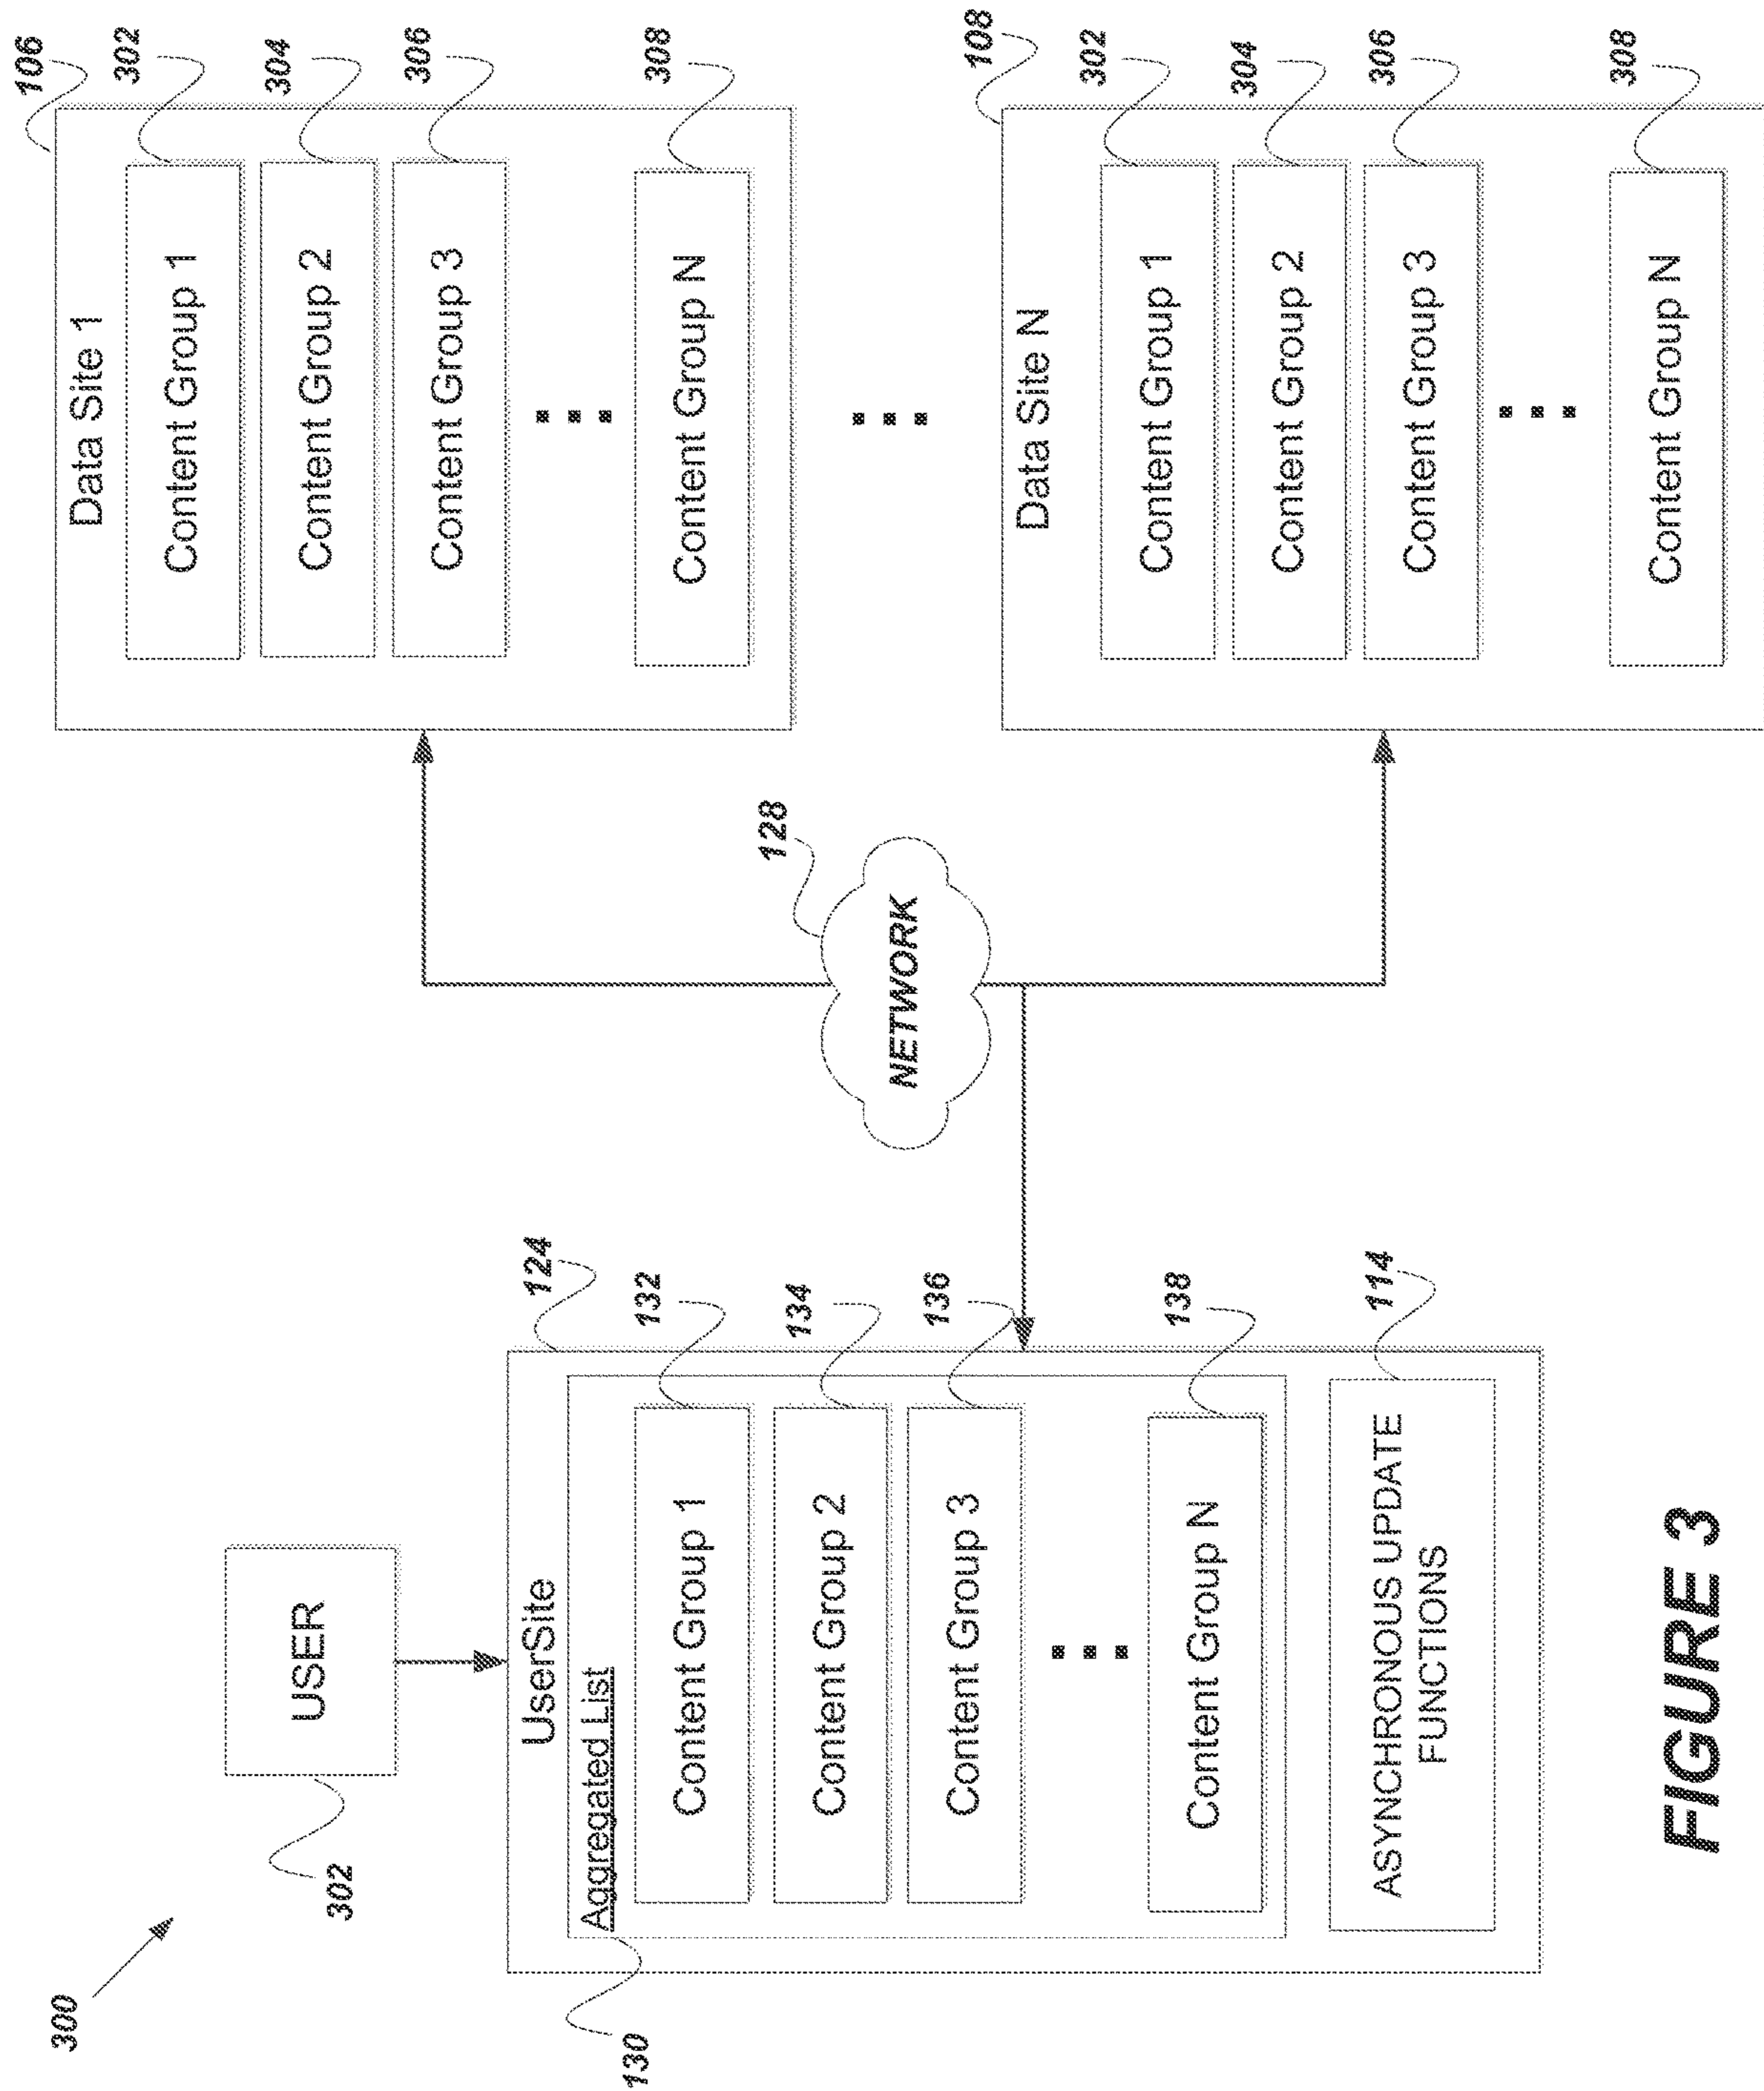 300
USER
302
UserSite
124
Aggregated List
130
Content Group 1
132
Content Group 2
134
Content Group 3
136
Content Group N
138
ASYNCHRONOUS UPDATE
FUNCTIONS
114
NETWORK
128
Data Site 1
106
Content Group 1
302
Content Group 2
304
Content Group 3
306
Content Group N
308
Data Site N
108
Content Group 1
302
Content Group 2
304
Content Group 3
306
Content Group N
308
FIGURE 3